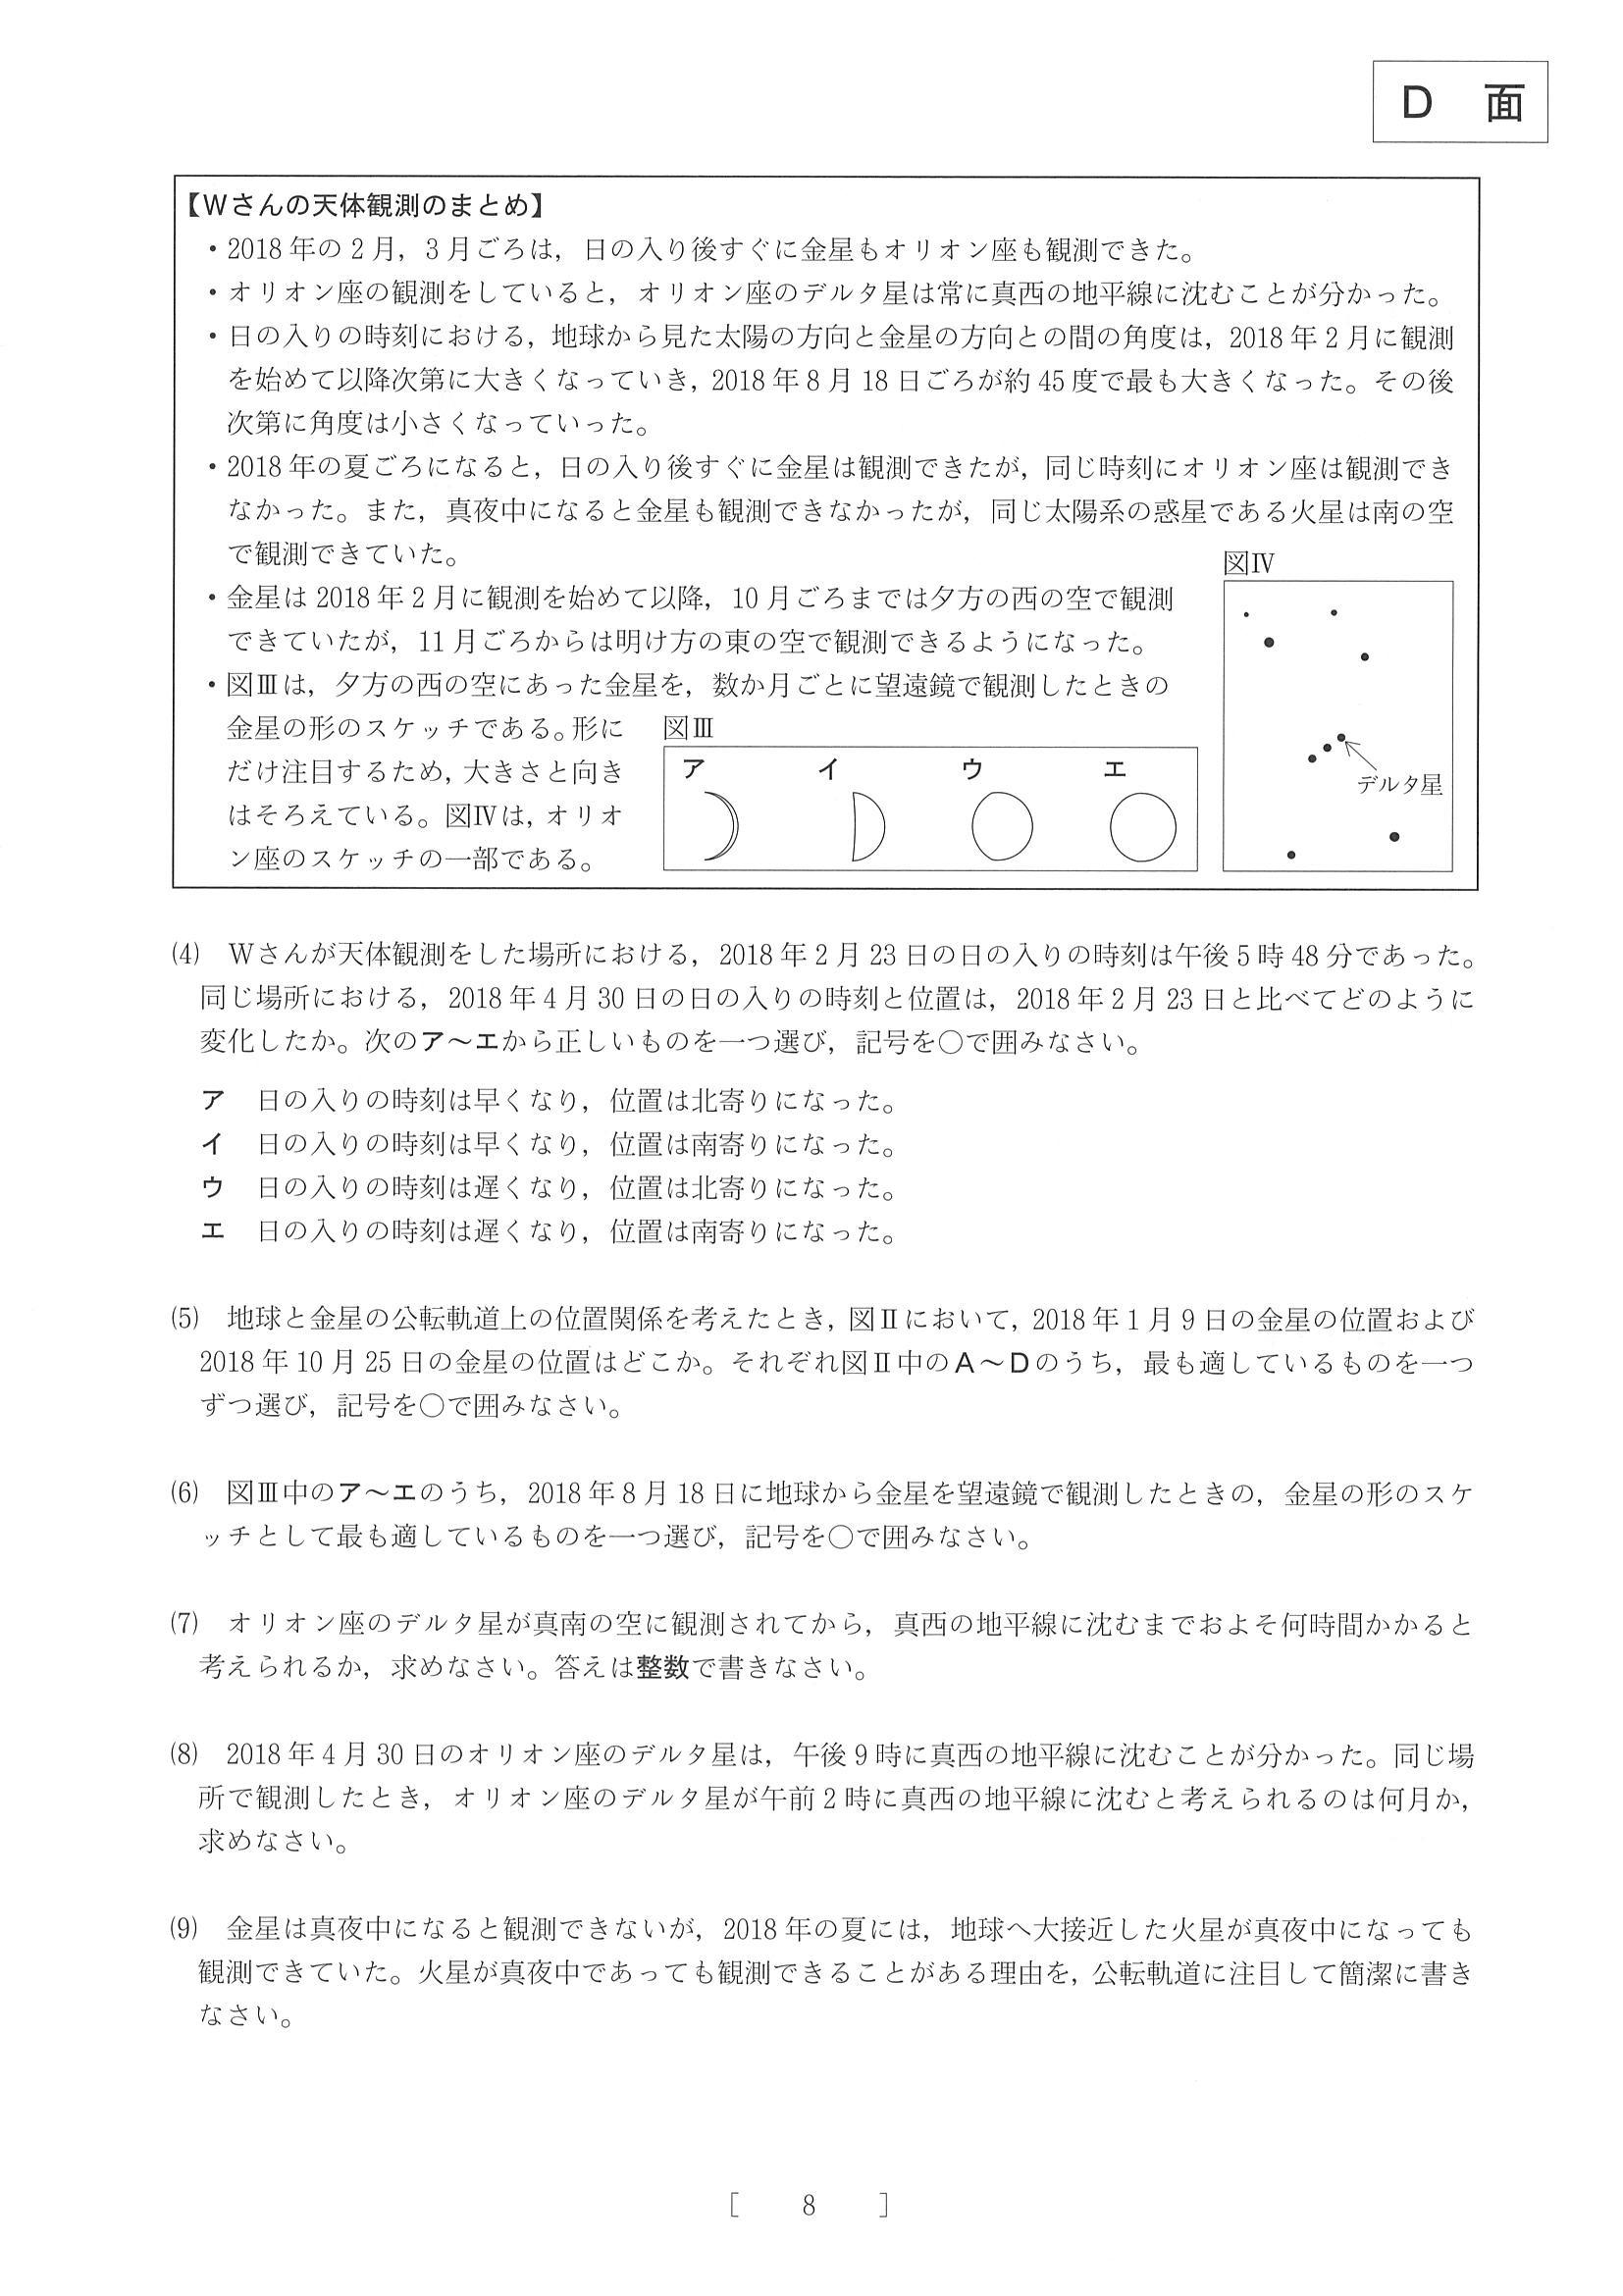 D 面
【Wさんの天体観測のまとめ】
・2018年の2月，3月ごろは，日の入り後すぐに金星もオリオン座も観測できた。
・オリオン座の観測をしていると，オリオン座のデルタ星は常に真西の地平線に沈むことが分かった。
・日の入りの時刻における，地球から見た太陽の方向と金星の方向との間の角度は，2018年2月に観測
を始めて以降次第に大きくなっていき，2018年8月18日ごろが約45度で最も大きくなった。その後
次第に角度は小さくなっていった。
・2018年の夏ごろになると，日の入り後すぐに金星は観測できたが，同じ時刻にオリオン座は観測でき
なかった。また，真夜中になると金星も観測できなかったが，同じ太陽系の惑星である火星は南の空
で観測できていた。
・金星は2018年2月に観測を始めて以降，10月ごろまでは夕方の西の空で観測
できていたが，11月ごろからは明け方の東の空で観測できるようになった。
・図Ⅲは，夕方の西の空にあった金星を，数か月ごとに望遠鏡で観測したときの
金星の形のスケッチである。形に
だけ注目するため，大きさと向き
はそろえている。図Ⅳは，オリオ
ン座のスケッチの一部である。
図Ⅲ
ア イ ウ エ
図Ⅳ
デルタ星
(4) Wさんが天体観測をした場所における，2018年2月23日の日の入りの時刻は午後5時48分であった。
同じ場所における，2018年4月30日の日の入りの時刻と位置は，2018年2月23日と比べてどのように
変化したか。次のア～エから正しいものを一つ選び，記号を○で囲みなさい。
ア 日の入りの時刻は早くなり，位置は北寄りになった。
イ 日の入りの時刻は早くなり，位置は南寄りになった。
ウ 日の入りの時刻は遅くなり，位置は北寄りになった。
エ 日の入りの時刻は遅くなり，位置は南寄りになった。
(5) 地球と金星の公転軌道上の位置関係を考えたとき，図Ⅱにおいて，2018年1月9日の金星の位置および
2018年10月25日の金星の位置はどこか。それぞれ図Ⅱ中のA～Dのうち，最も適しているものを一つ
ずつ選び，記号を○で囲みなさい。
(6) 図Ⅲ中のア～エのうち，2018年8月18日に地球から金星を望遠鏡で観測したときの，金星の形のスケ
ッチとして最も適しているものを一つ選び，記号を○で囲みなさい。
(7) オリオン座のデルタ星が真南の空に観測されてから，真西の地平線に沈むまでおよそ何時間かかると
考えられるか，求めなさい。答えは整数で書きなさい。
(8) 2018年4月30日のオリオン座のデルタ星は，午後9時に真西の地平線に沈むことが分かった。同じ場
所で観測したとき，オリオン座のデルタ星が午前2時に真西の地平線に沈むと考えられるのは何月か，
求めなさい。
(9) 金星は真夜中になると観測できないが，2018年の夏には，地球へ大接近した火星が真夜中になっても
観測できていた。火星が真夜中であっても観測できることがある理由を，公転軌道に注目して簡潔に書き
なさい。
［ 8 ］